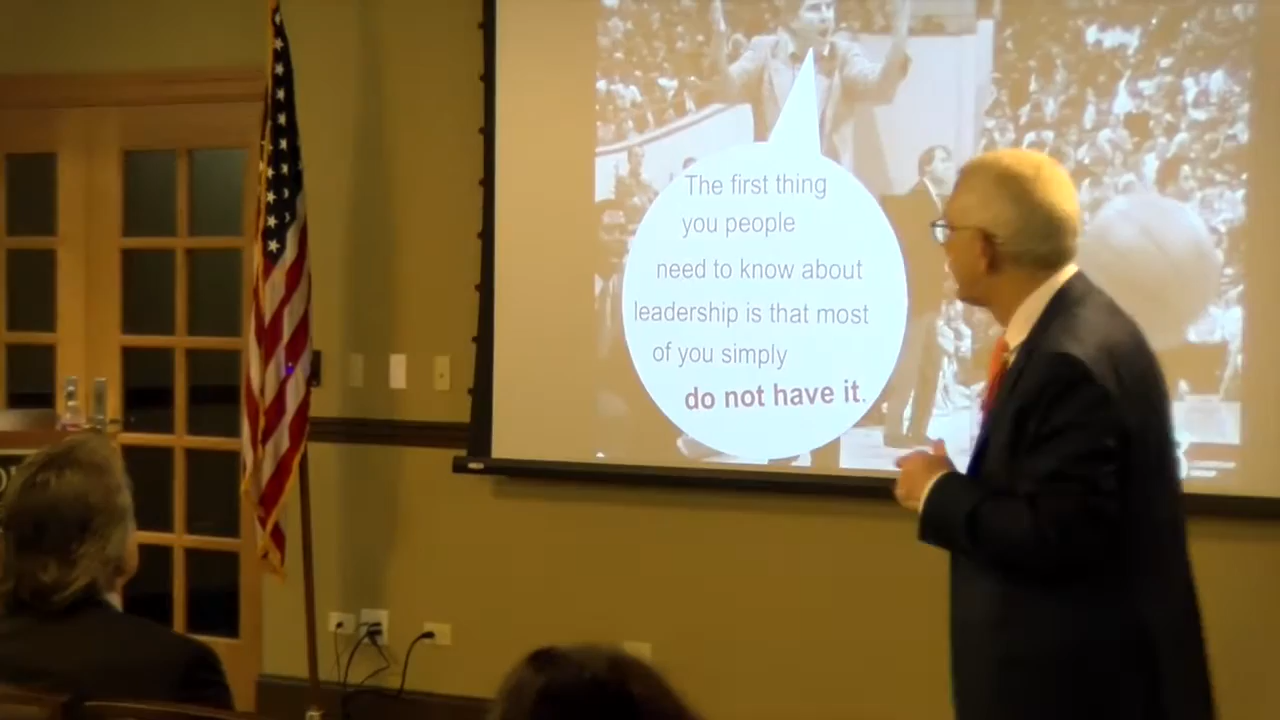 The first thing
you people
need to know about
leadership is that most
of you simply
do not have it.